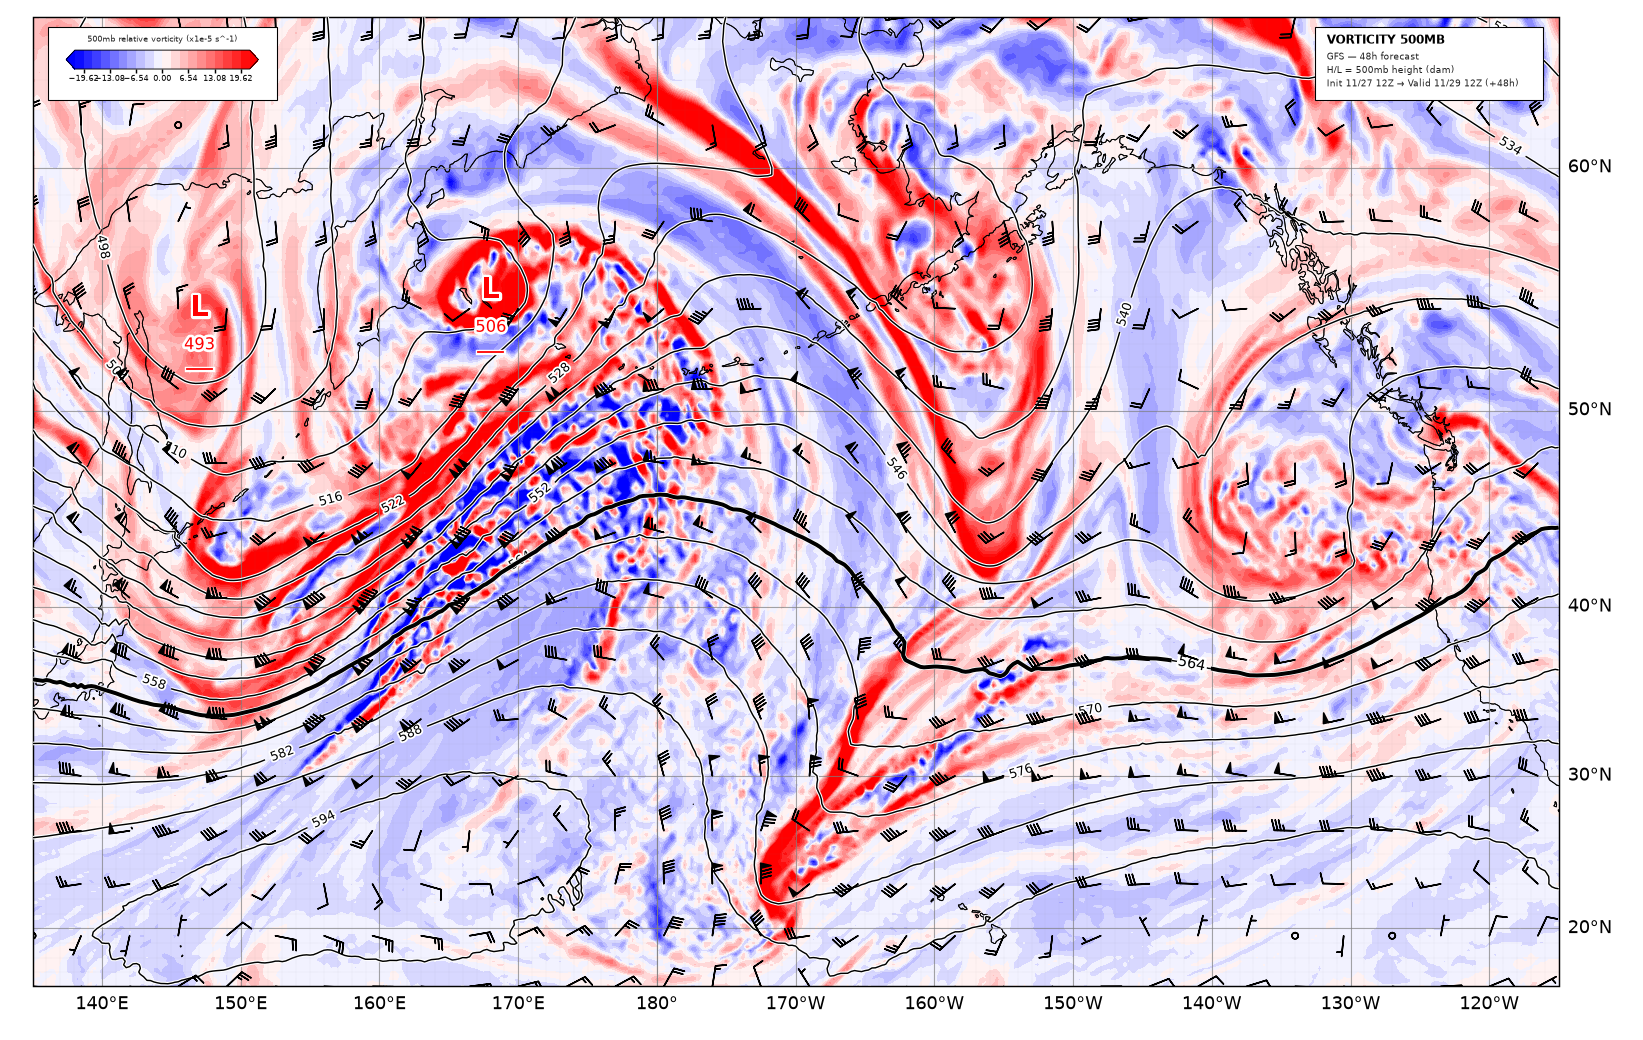 500mb relative vorticity (x1e-5 s^-1)
−19.62 −13.08 −6.54 0.00 6.54 13.08 19.62
VORTICITY 500MB
GFS — 48h forecast
H/L = 500mb height (dam)
Init 11/27 12Z → Valid 11/29 12Z (+48h)
534
60°N
498
L
493
L
506
540
504
528
50°N
510
516
522
546
552
564
40°N
558
564
570
582
588
576
30°N
594
20°N
140°E 150°E 160°E 170°E 180° 170°W 160°W 150°W 140°W 130°W 120°W